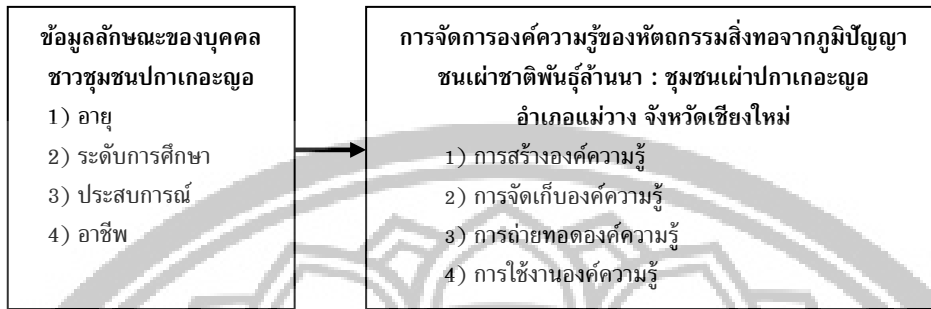 ข้อมูลลักษณะของบุคคล
ชาวชุมชนปกาเกอะญอ
1) อายุ
2) ระดับการศึกษา
3) ประสบการณ์
4) อาชีพ
การจัดการองค์ความรู้ของหัตถกรรมสิ่งทอจากภูมิปัญญา
ชนเผ่าชาติพันธุ์ล้านนา : ชุมชนเผ่าปกาเกอะญอ
อำเภอแม่วาง จังหวัดเชียงใหม่
1) การสร้างองค์ความรู้
2) การจัดเก็บองค์ความรู้
3) การถ่ายทอดองค์ความรู้
4) การใช้งานองค์ความรู้